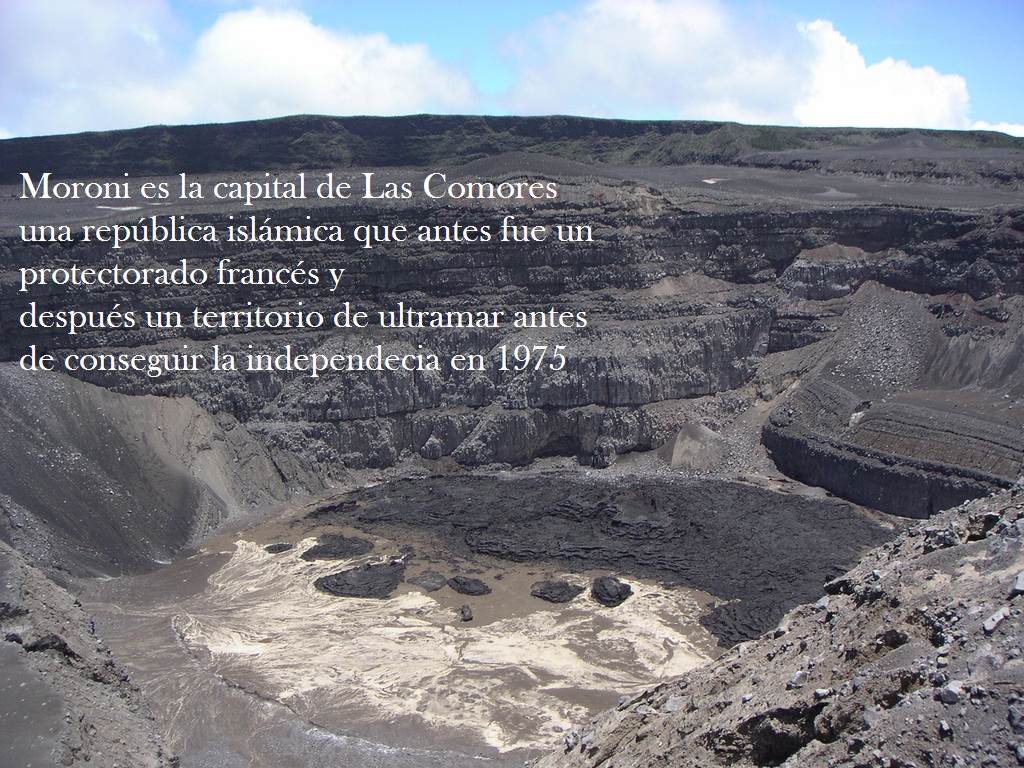 Moroni es la capital de Las Comores
una república islámica que antes fue un
protectorado francés y
después un territorio de ultramar antes
de conseguir la independecia en 1975